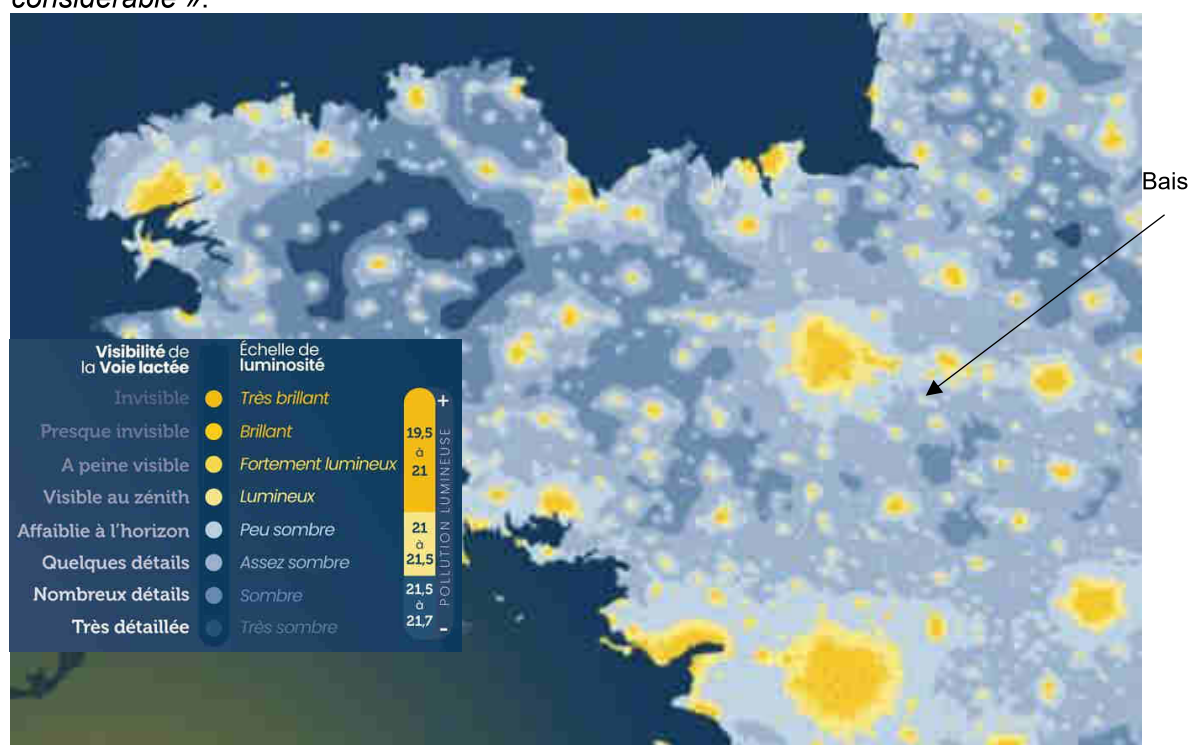 considérable ».
Bais
Visibilité de
la Voie lactée
Échelle de
luminosité
Invisible
Très brillant
Presque invisible
Brillant
A peine visible
Fortement lumineux
Visible au zénith
Lumineux
Affaiblie à l'horizon
Peu sombre
Quelques détails
Assez sombre
Nombreux détails
Sombre
Très détaillée
Très sombre
+
19,5
à
21
21
à
21,5
21,5
à
21,7
-
POLLUTION LUMINEUSE